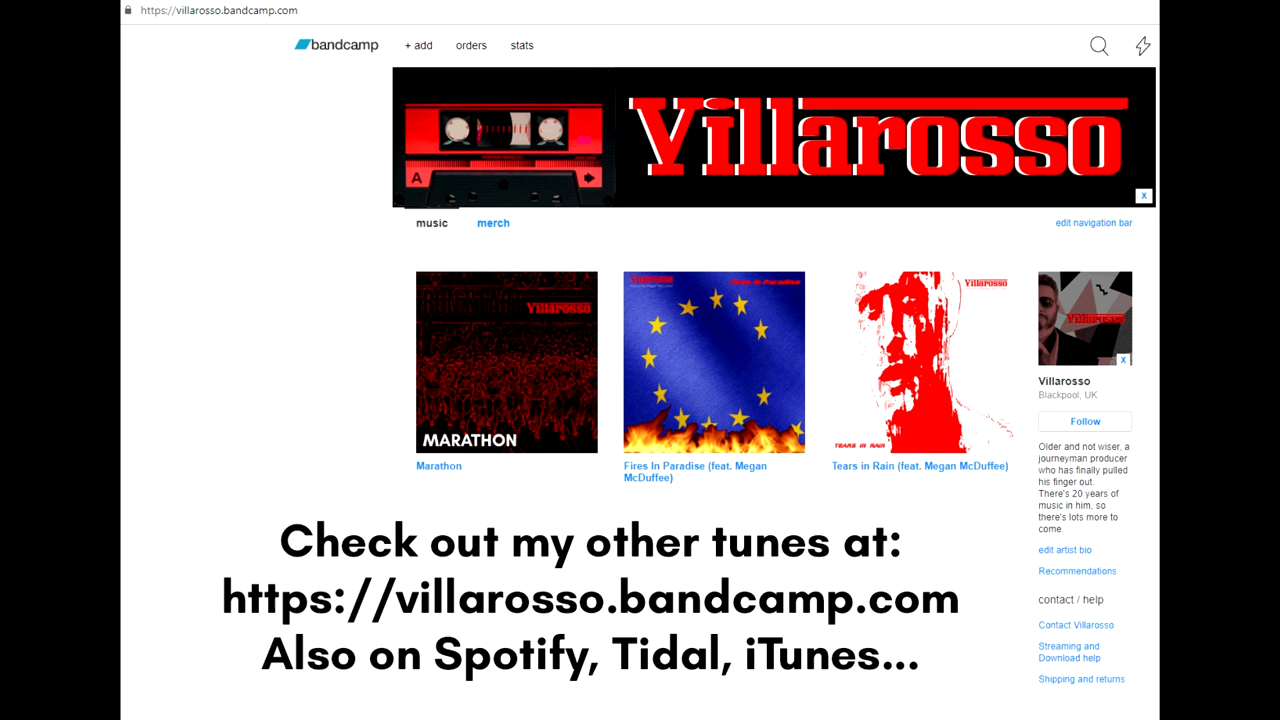 https://villarosso.bandcamp.com
bandcamp
+ add
orders
stats
Villarosso
A
X
music
merch
edit navigation bar
Villarosso
MARATHON
Villarosso
Fires In Paradise
Villarosso
TEARS IN RAIN
Villarosso
X
Marathon
Fires In Paradise (feat. Megan
McDuffee)
Tears in Rain (feat. Megan McDuffee)
Villarosso
Blackpool, UK
Follow
Older and not wiser, a
journeyman producer
who has finally pulled
his finger out.
There's 20 years of
music in him, so
there's lots more to
come.
edit artist bio
Recommendations
contact / help
Contact Villarosso
Streaming and
Download help
Shipping and returns
Check out my other tunes at:
https://villarosso.bandcamp.com
Also on Spotify, Tidal, iTunes...